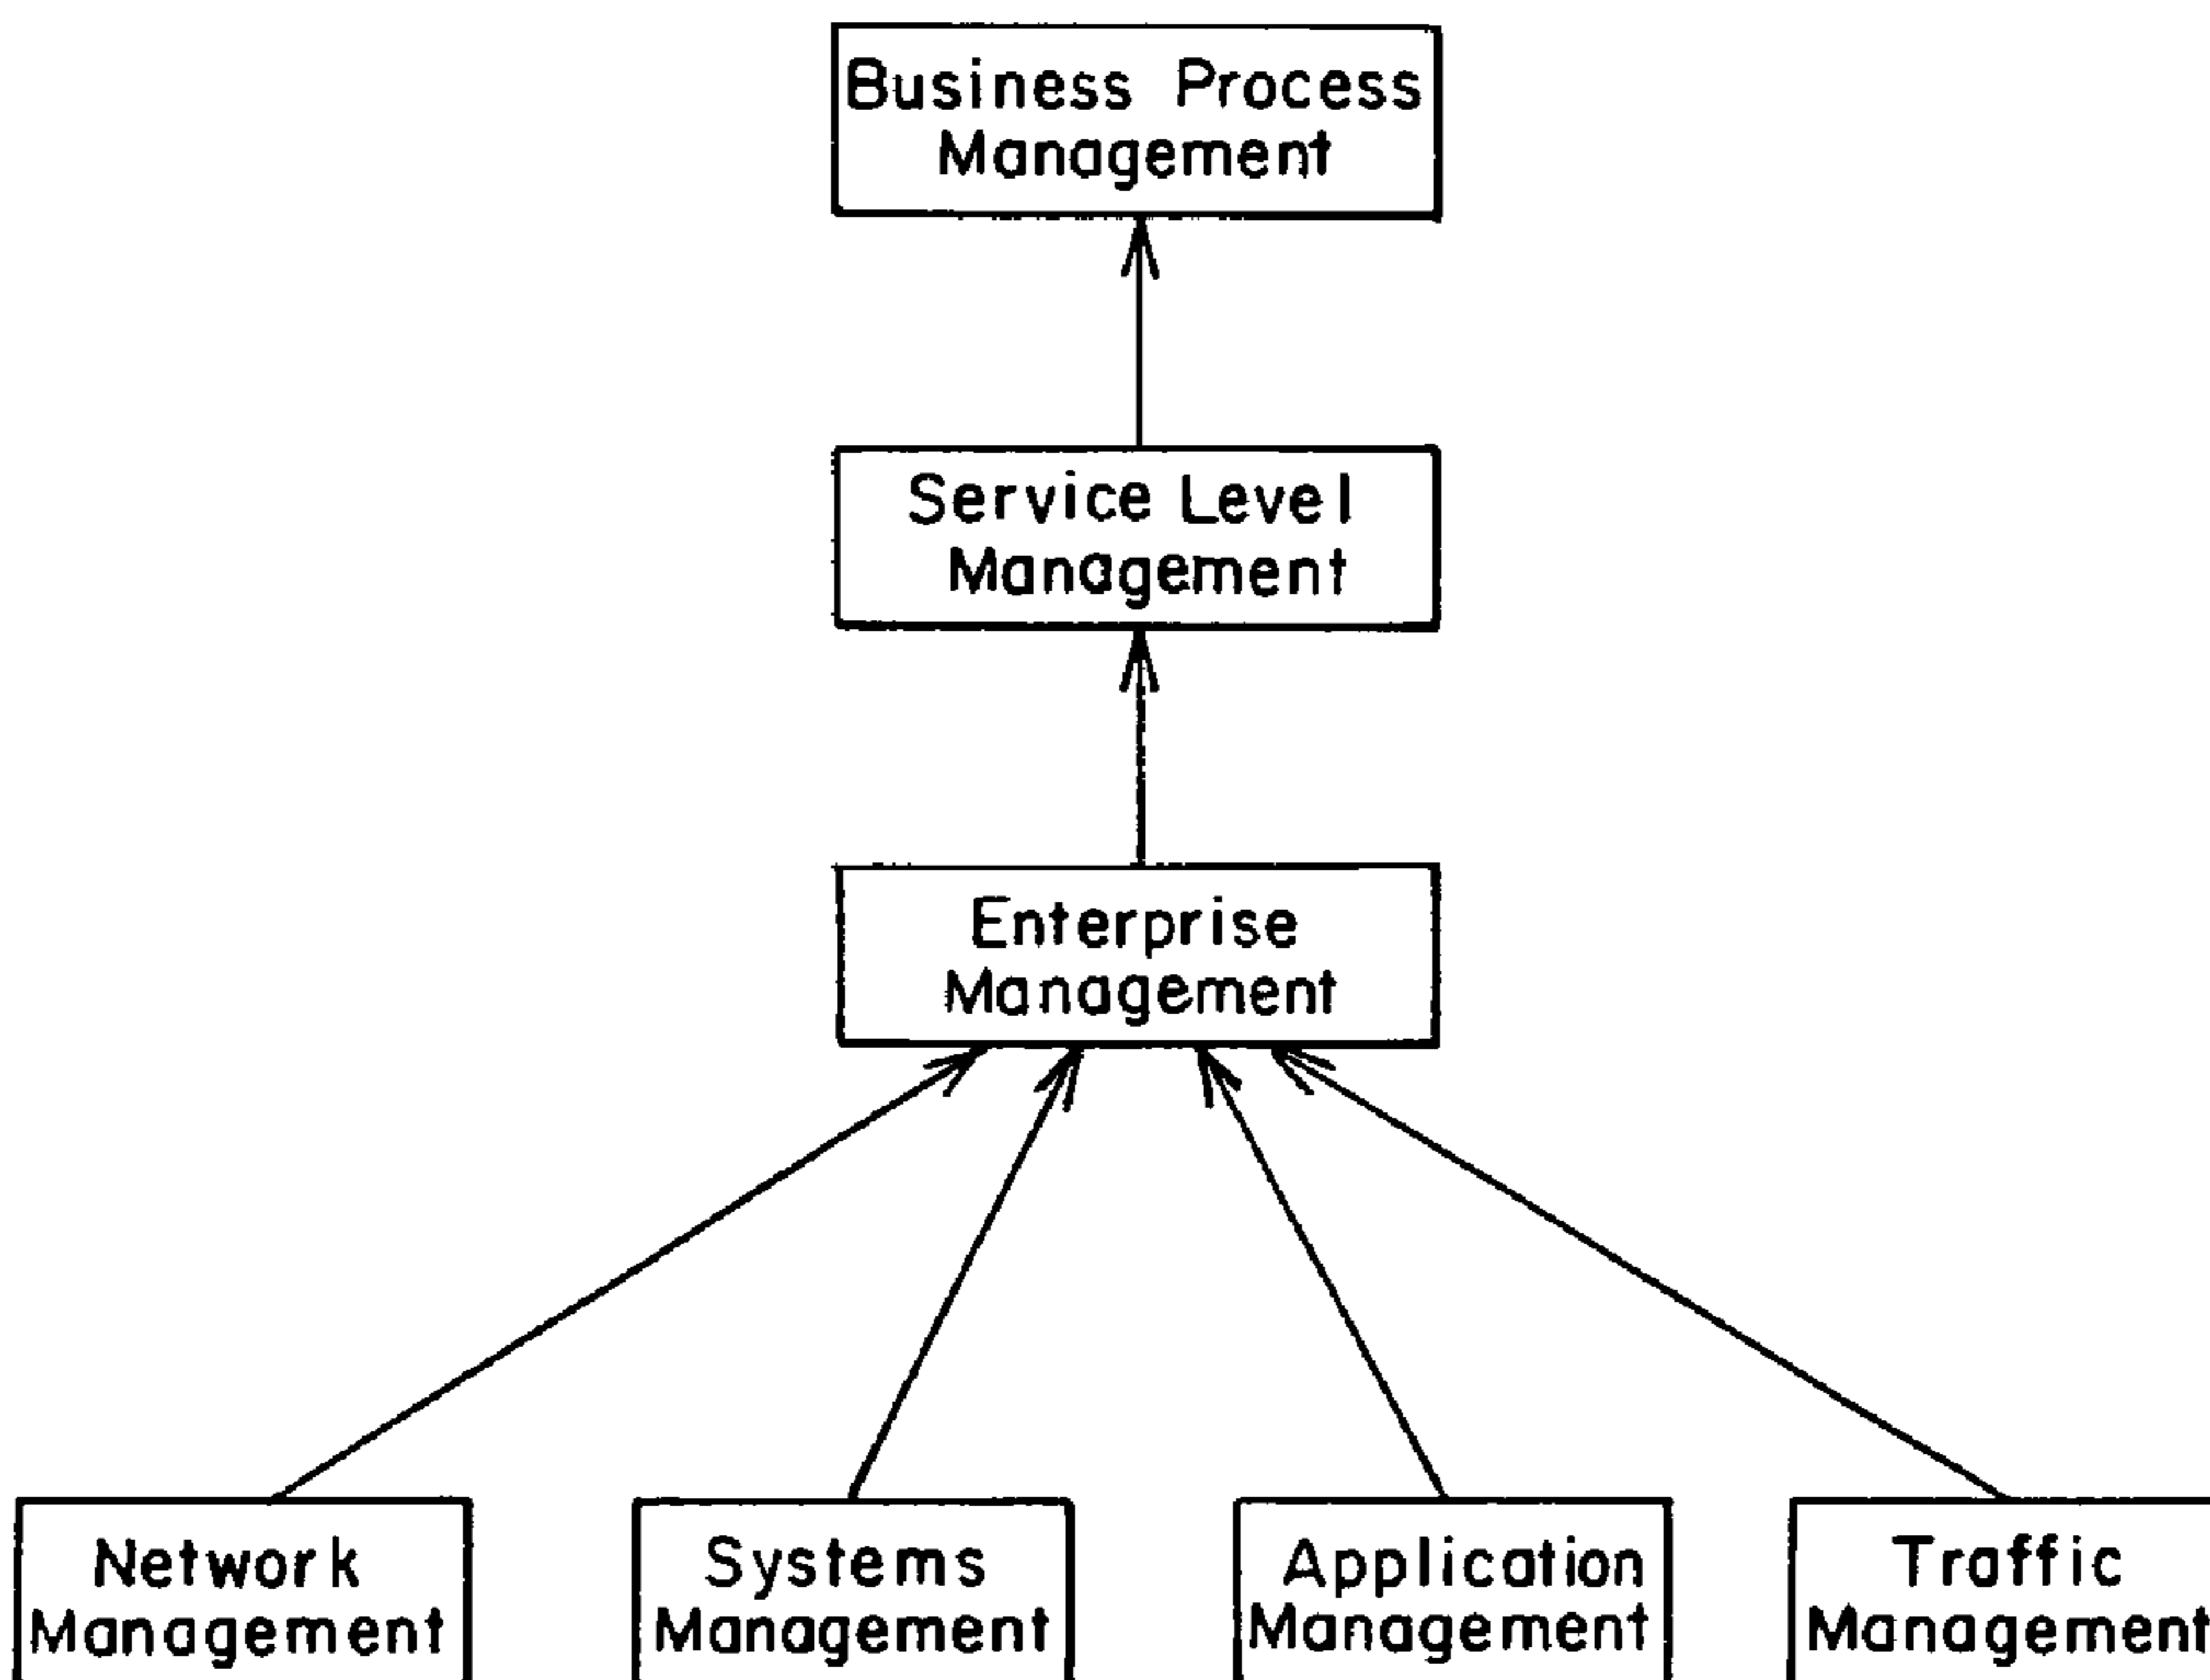 Business Process
Management
Service Level
Management
Enterprise
Management
Network
Management
Systems
Management
Application
Management
Traffic
Management